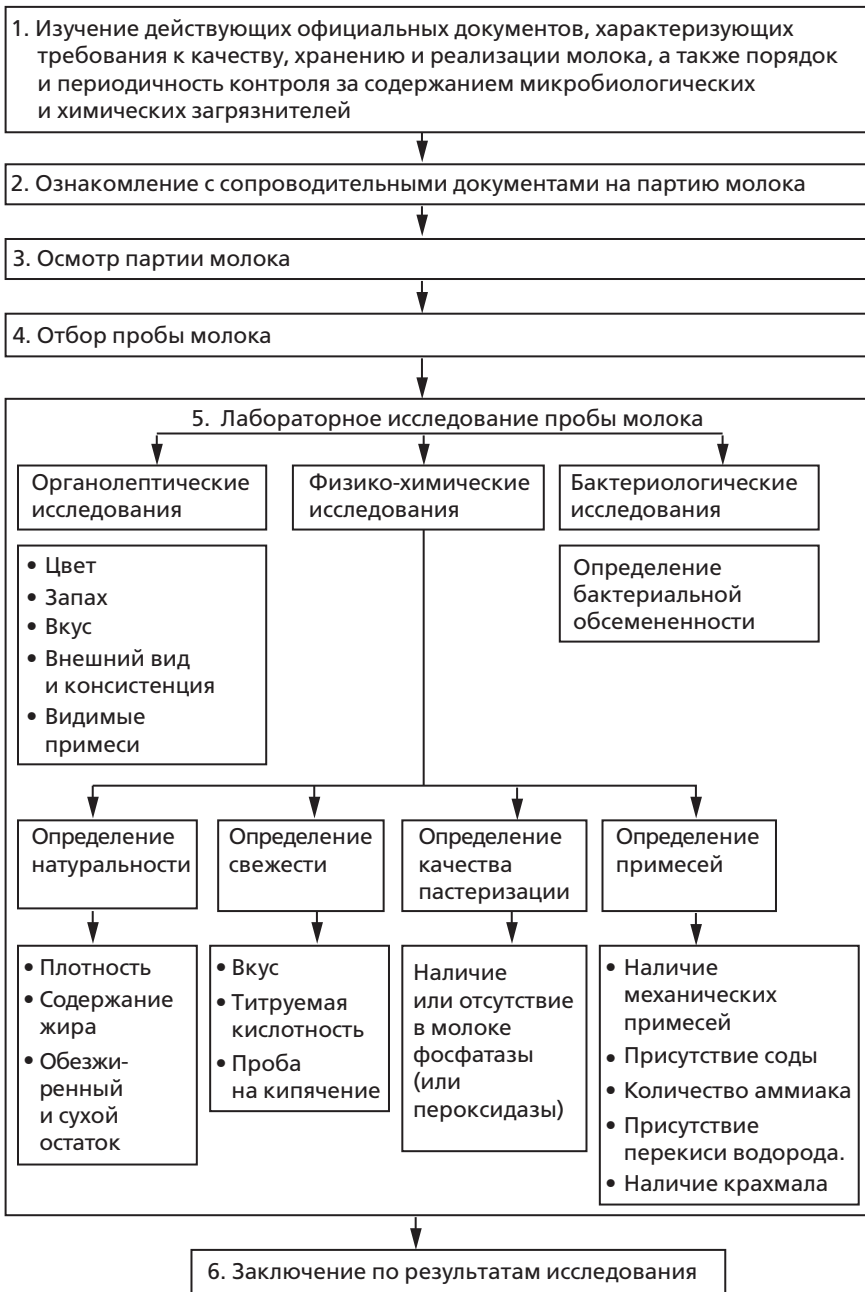 1. Изучение действующих официальных документов, характеризующих
требования к качеству, хранению и реализации молока, а также порядок
и периодичность контроля за содержанием микробиологических
и химических загрязнителей
2. Ознакомление с сопроводительными документами на партию молока
3. Осмотр партии молока
4. Отбор пробы молока
5. Лабораторное исследование пробы молока
Органолептические
исследования
• Цвет
• Запах
• Вкус
• Внешний вид
и консистенция
• Видимые
примеси
Физико-химические
исследования
Бактериологические
исследования
Определение
бактериальной
обсемененности
Определение
натуральности
• Плотность
• Содержание
жира
• Обезжи-
ренный
и сухой
остаток
Определение
свежести
• Вкус
• Титруемая
кислотность
• Проба
на кипячение
Определение
качества
пастеризации
Наличие
или отсутствие
в молоке
фосфатазы
(или
пероксидазы)
Определение
примесей
• Наличие
механических
примесей
• Присутствие соды
• Количество аммиака
• Присутствие
перекиси водорода.
• Наличие крахмала
6. Заключение по результатам исследования